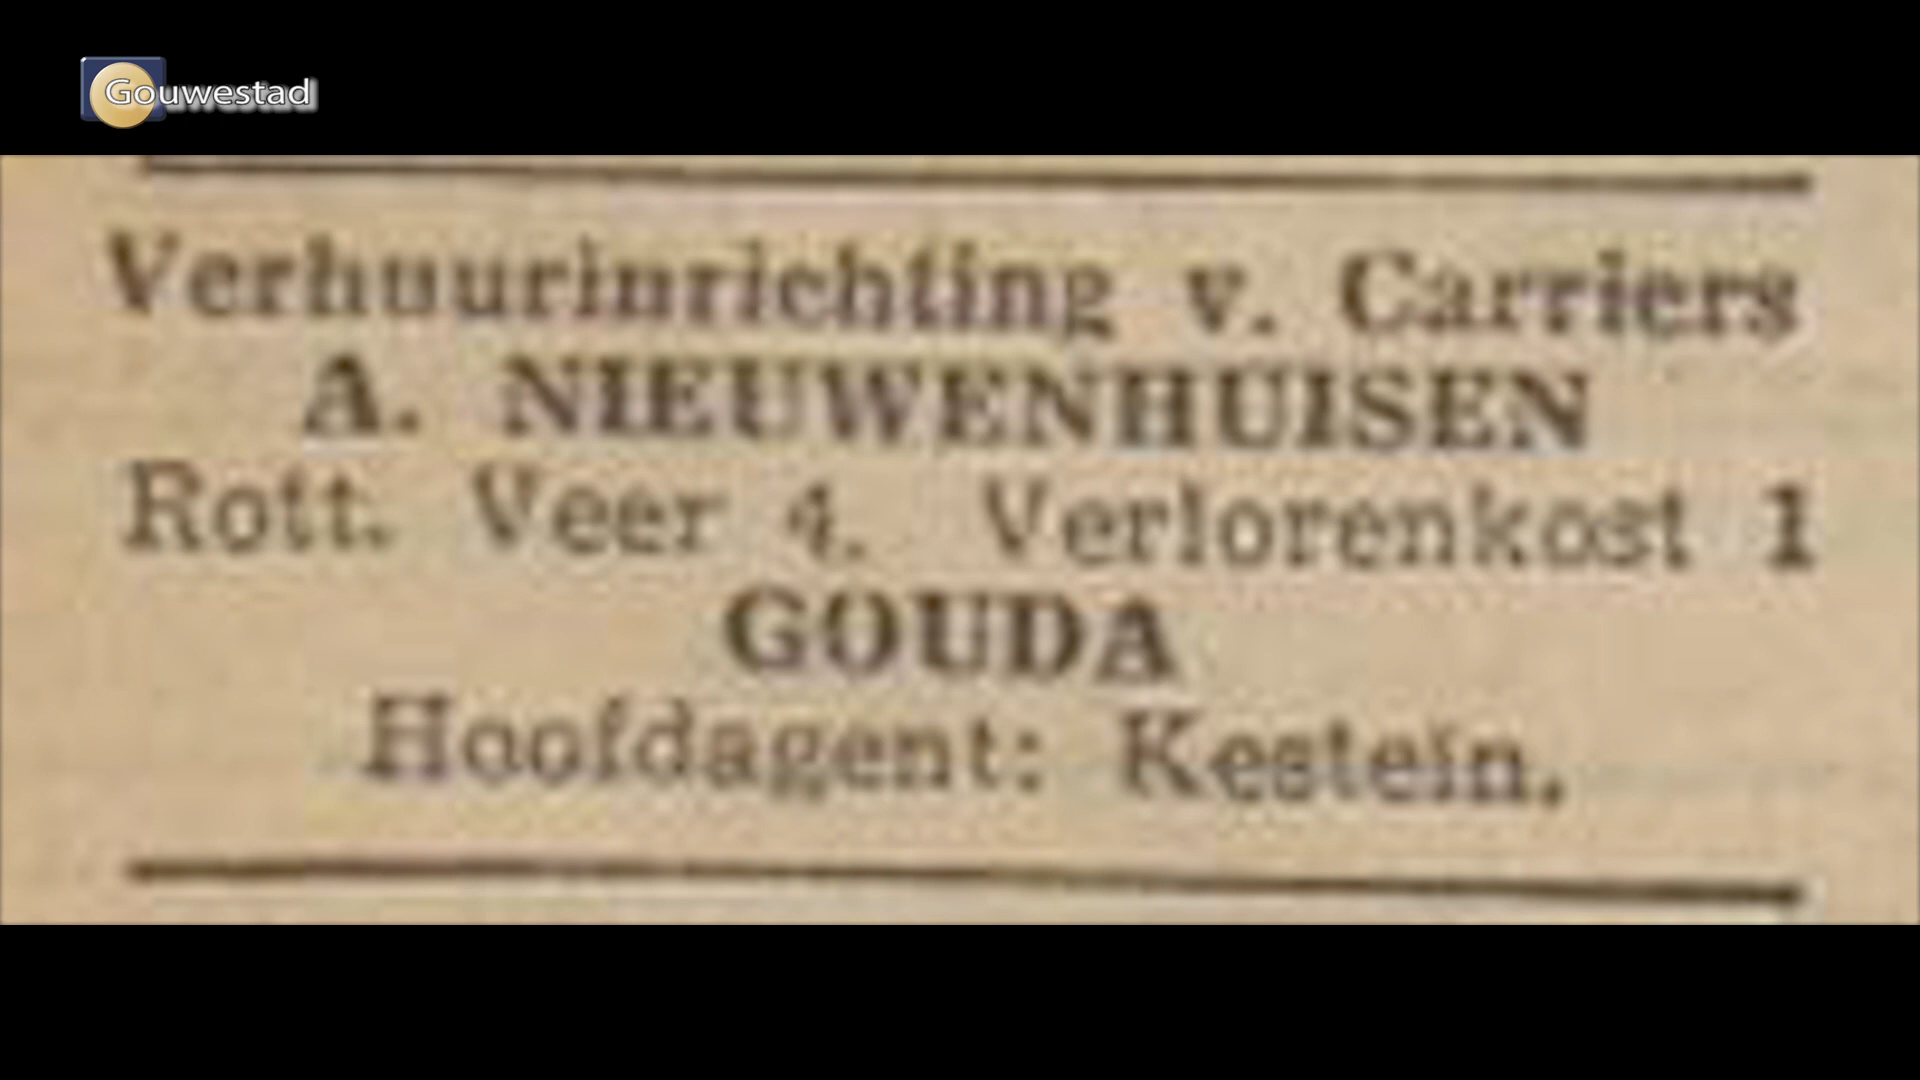 Gouwestad
Verhuurinrichting v. Carriers
A. NIEUWENHUISEN
Rott. Veer 4. Verlorenkost 1
GOUDA
Hoofdagent: Kestein.